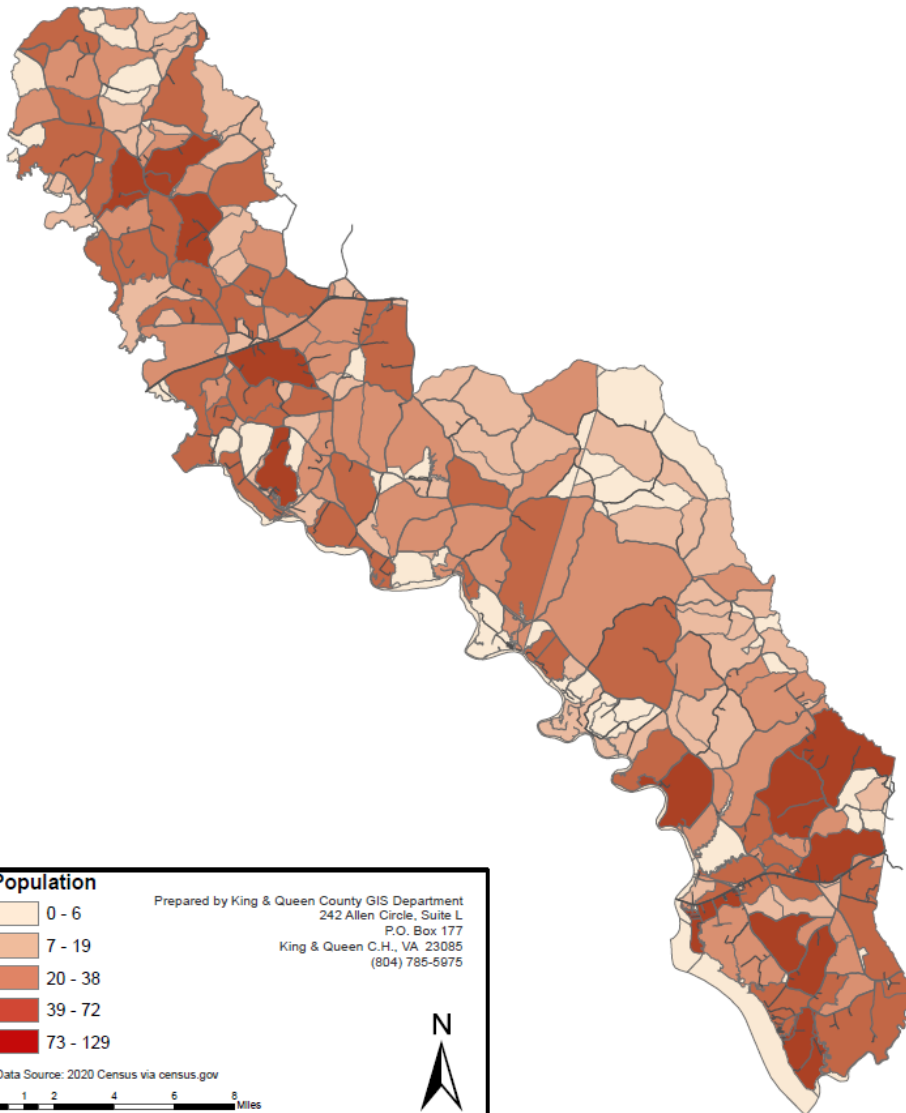 Population
0 - 6
7 - 19
20 - 38
39 - 72
73 - 129
Prepared by King & Queen County GIS Department
242 Allen Circle, Suite L
P.O. Box 177
King & Queen C.H., VA 23085
(804) 785-5975
N
Data Source: 2020 Census via census.gov
1 2 4 6 8
Miles